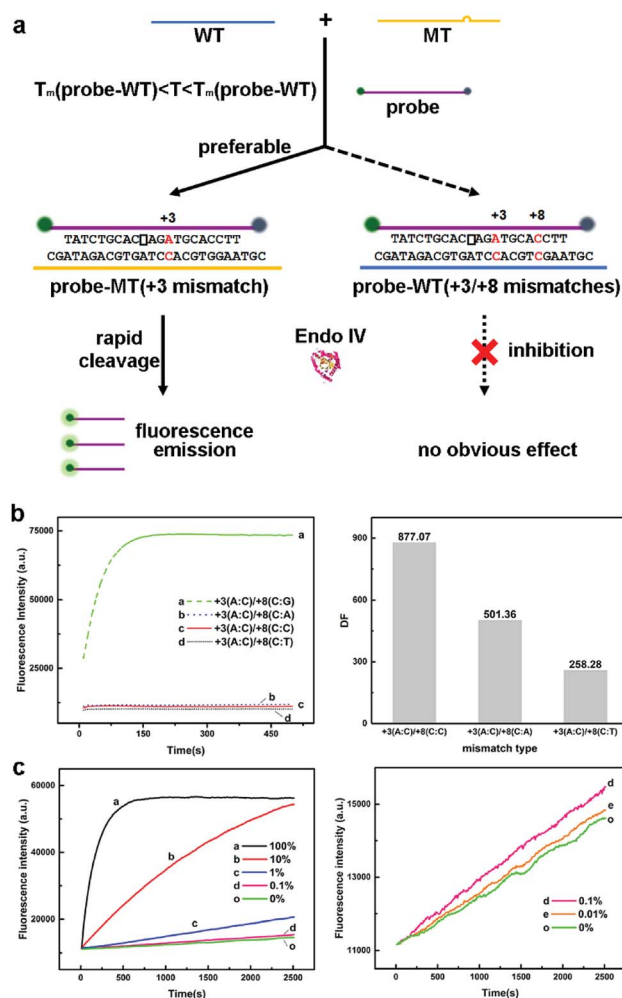 a
WT
+
MT
Tm(probe-WT)<T<Tm(probe-WT)
probe
preferable
+3
TATCTGCAC▯AGATGCACCTT
CGATAGACGTGATCCACGTGGAATGC
probe-MT(+3 mismatch)
+3 +8
TATCTGCAC▯AGATGCACCTT
CGATAGACGTGATCCACGTCGAATGC
probe-WT(+3/+8 mismatches)
rapid
cleavage
Endo IV
inhibition
fluorescence
emission
no obvious effect
b
Fluorescence Intensity (a.u.)
75000
50000
25000
0 150 300 450
Time(s)
a
a +3(A:C)/+8(C:G)
b +3(A:C)/+8(C:A)
c +3(A:C)/+8(C:C)
d +3(A:C)/+8(C:T)
b
c
d
DF
900
600
300
0
877.07
501.36
258.28
+3(A:C)/+8(C:C) +3(A:C)/+8(C:A) +3(A:C)/+8(C:T)
mismatch type
c
Fluorescence intensity (a.u.)
60000
40000
20000
0 500 1000 1500 2000 2500
Time(s)
a
b
c
d
o
a 100%
b 10%
c 1%
d 0.1%
o 0%
Fluorescence intensity (a.u.)
15000
13000
11000
0 500 1000 1500 2000 2500
Time(s)
d
e
o
d 0.1%
e 0.01%
o 0%